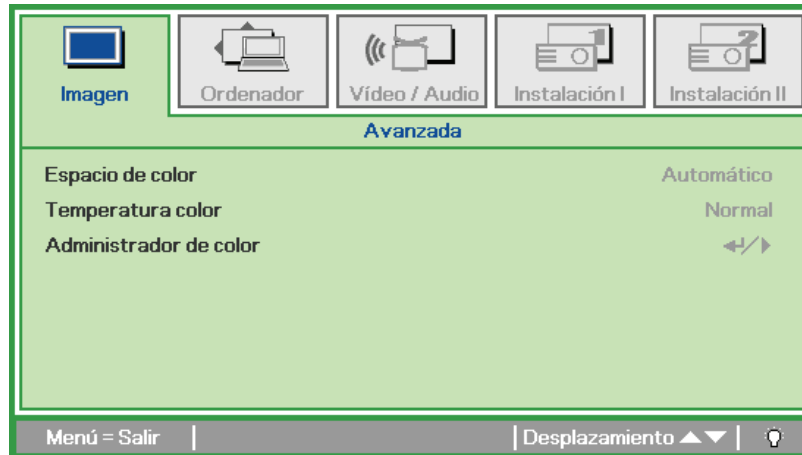 Imagen Ordenador Vídeo / Audio Instalación I Instalación II
Avanzada
Espacio de color Automático
Temperatura color Normal
Administrador de color
Menú = Salir Desplazamiento